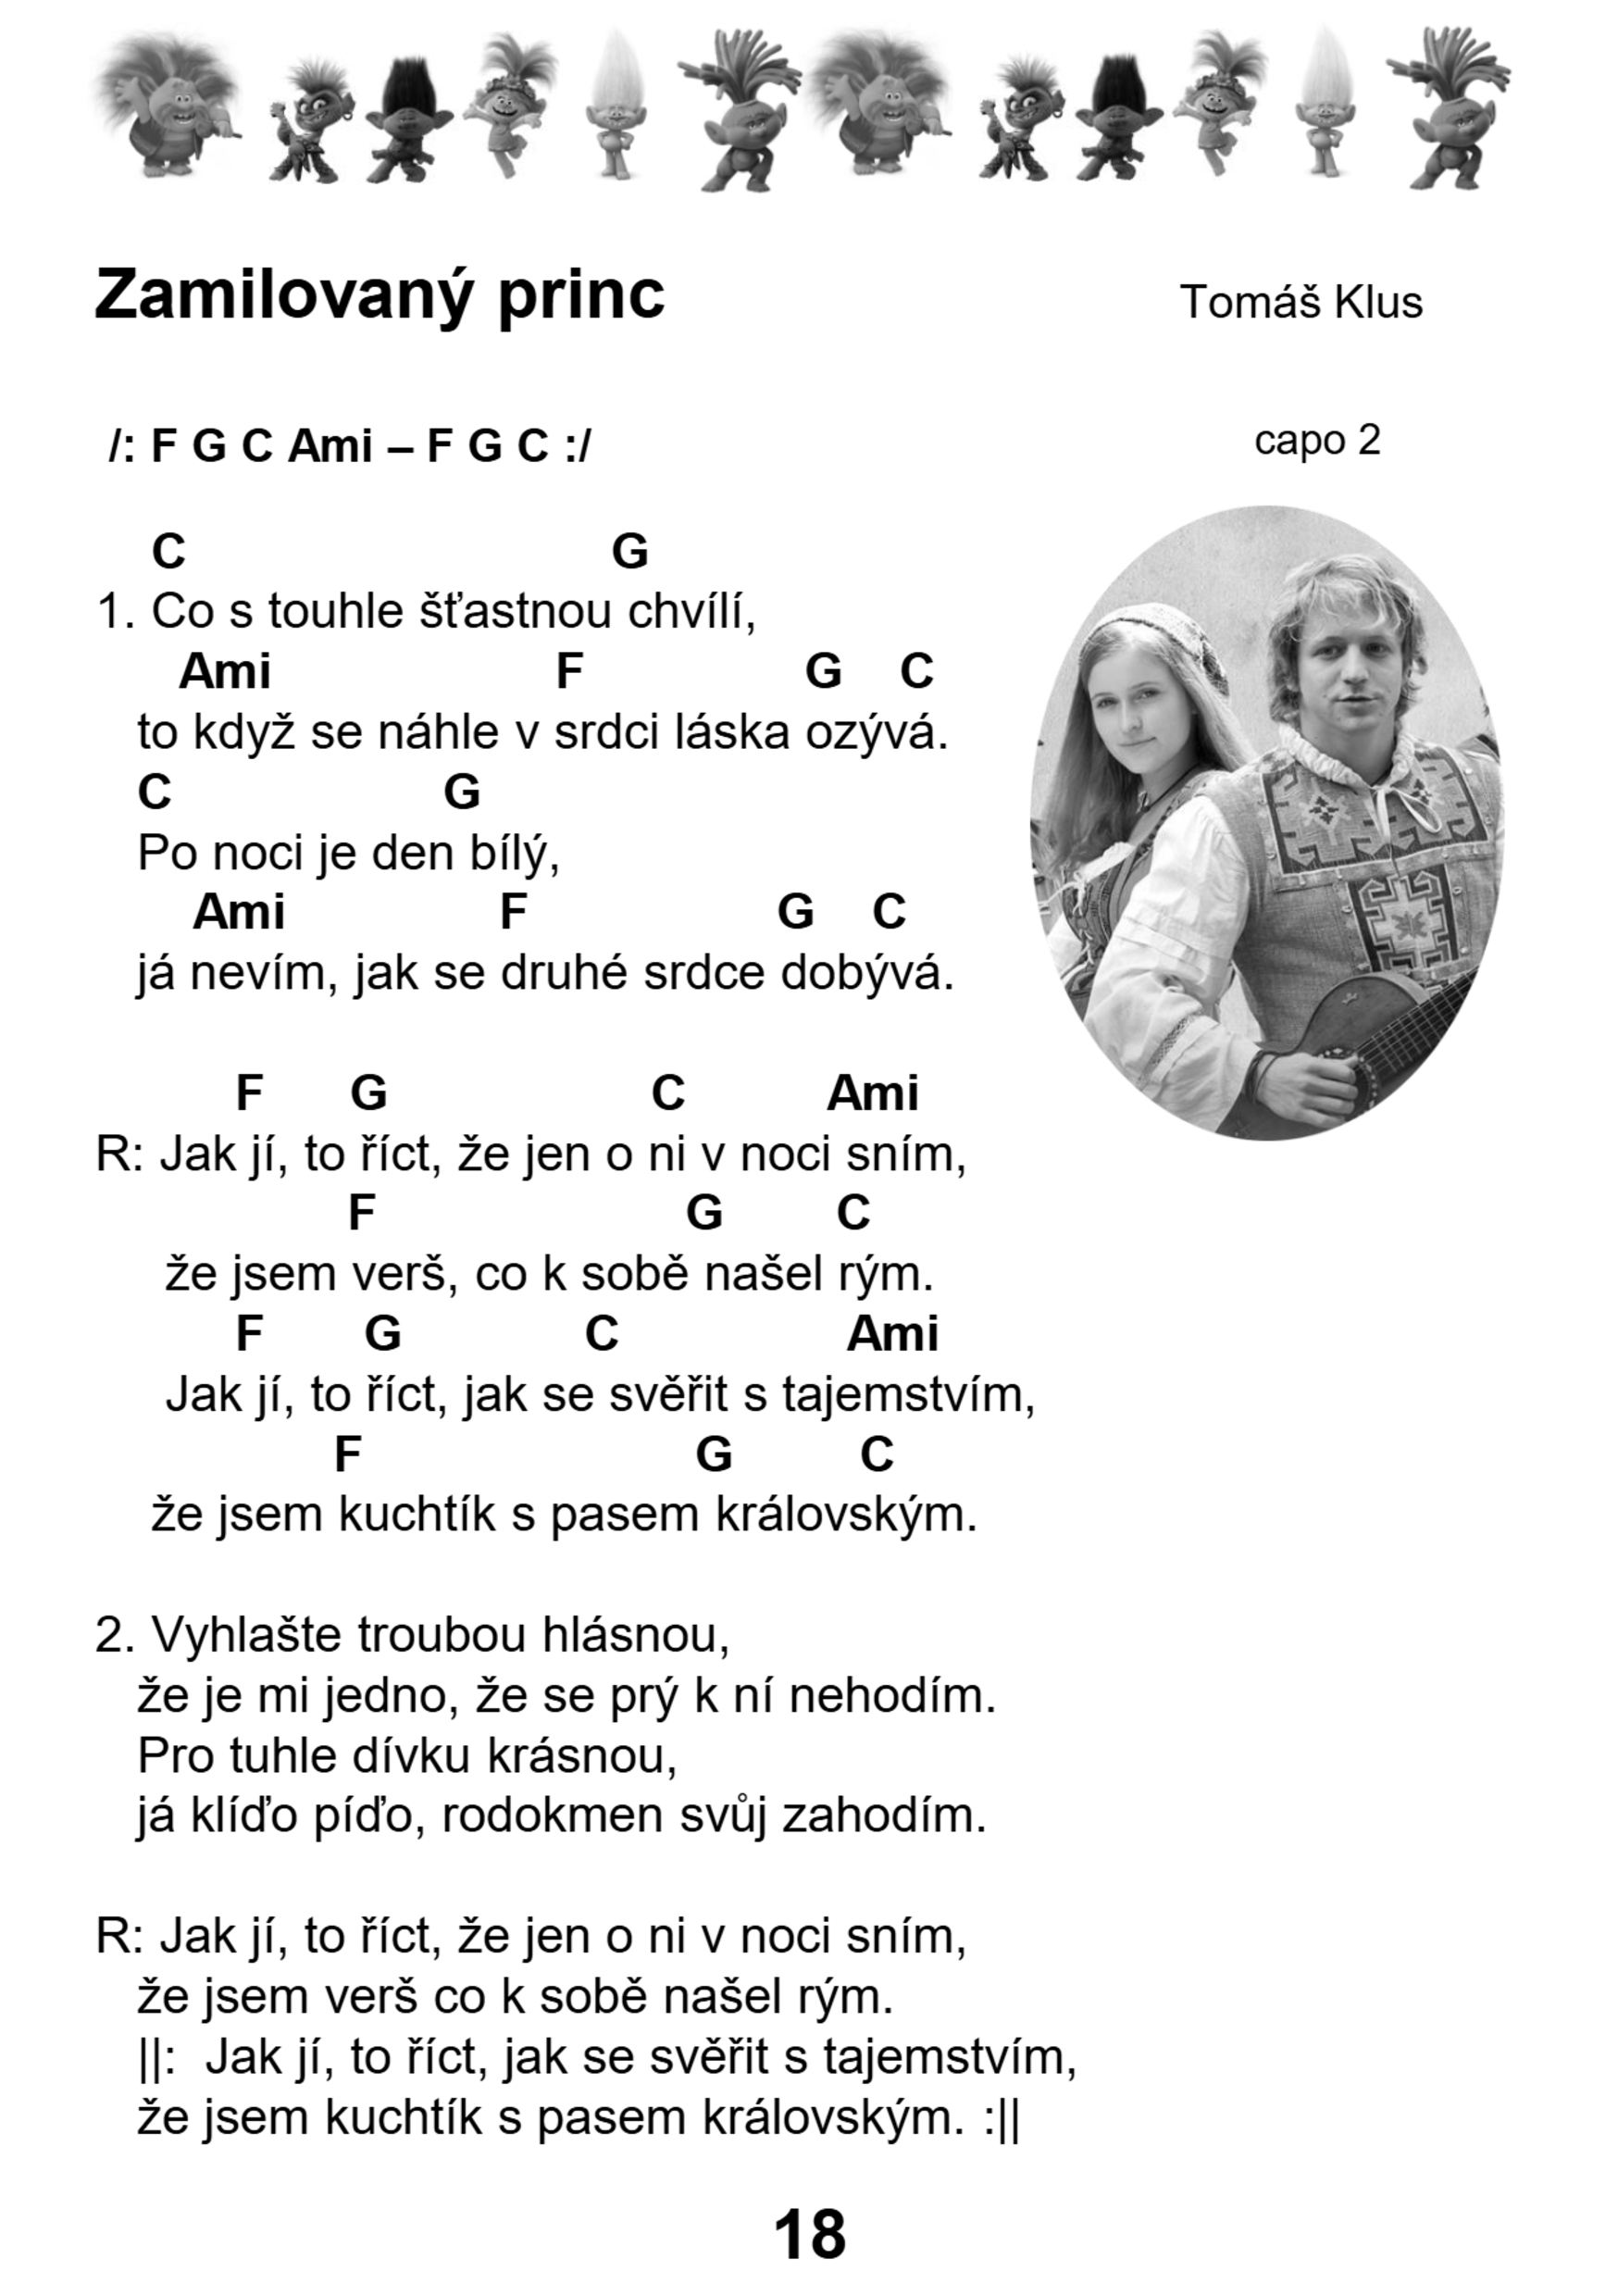 Zamilovaný princ
Tomáš Klus
/: F G C Ami – F G C :/
capo 2
C G
1. Co s touhle šťastnou chvílí,
Ami F G C
to když se náhle v srdci láska ozývá.
C G
Po noci je den bílý,
Ami F G C
já nevím, jak se druhé srdce dobývá.
F G C Ami
R: Jak jí, to říct, že jen o ni v noci sním,
F G C
že jsem verš, co k sobě našel rým.
F G C Ami
Jak jí, to říct, jak se svěřit s tajemstvím,
F G C
že jsem kuchtík s pasem královským.
2. Vyhlašte troubou hlásnou,
že je mi jedno, že se prý k ní nehodím.
Pro tuhle dívku krásnou,
já klíďo píďo, rodokmen svůj zahodím.
R: Jak jí, to říct, že jen o ni v noci sním,
že jsem verš co k sobě našel rým.
||: Jak jí, to říct, jak se svěřit s tajemstvím,
že jsem kuchtík s pasem královským. :||
18